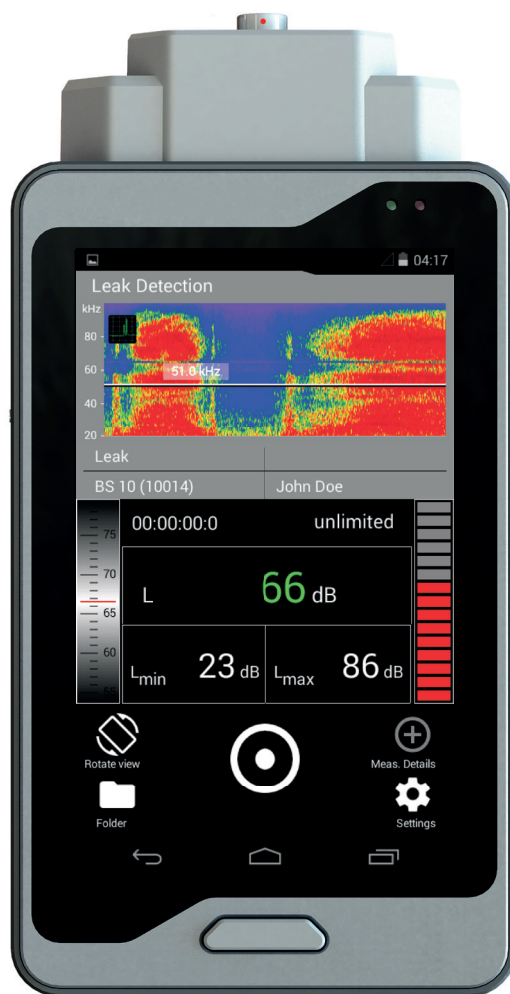 04:17
Leak Detection
kHz
80
60
51.0 kHz
40
20
Leak
BS 10 (10014) John Doe
00:00:00:0 unlimited
75
70
65
60
55
L 66 dB
Lmin 23 dB Lmax 86 dB
Rotate view
Meas. Details
Folder
Settings